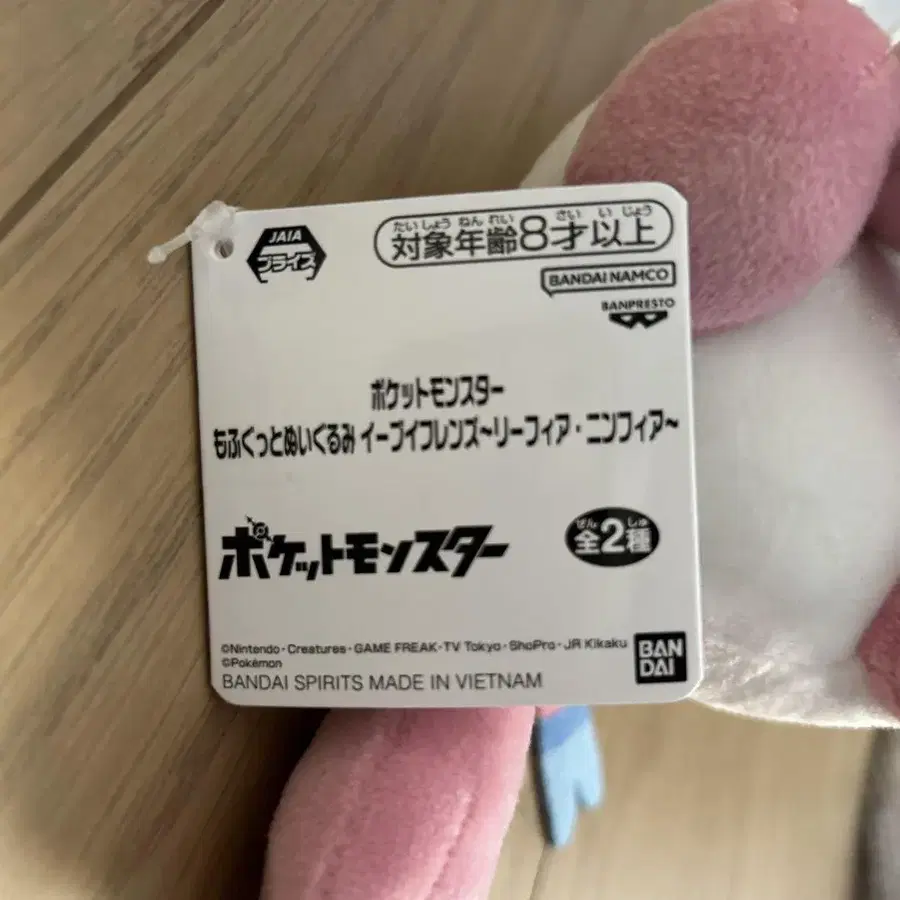 JAIA
プライズ
たいしょう ねんれい さい いじょう
対象年齢8才以上
BANDAI NAMCO
BANPRESTO
ポケットモンスター
もふぐっとぬいぐるみ イーブイフレンズ~リーフィア・ニンフィア~
ポケットモンスター
ぜん しゅ
全2種
©Nintendo・Creatures・GAME FREAK・TV Tokyo・ShoPro・JR Kikaku
©Pokémon
BANDAI SPIRITS MADE IN VIETNAM
BAN
DAI